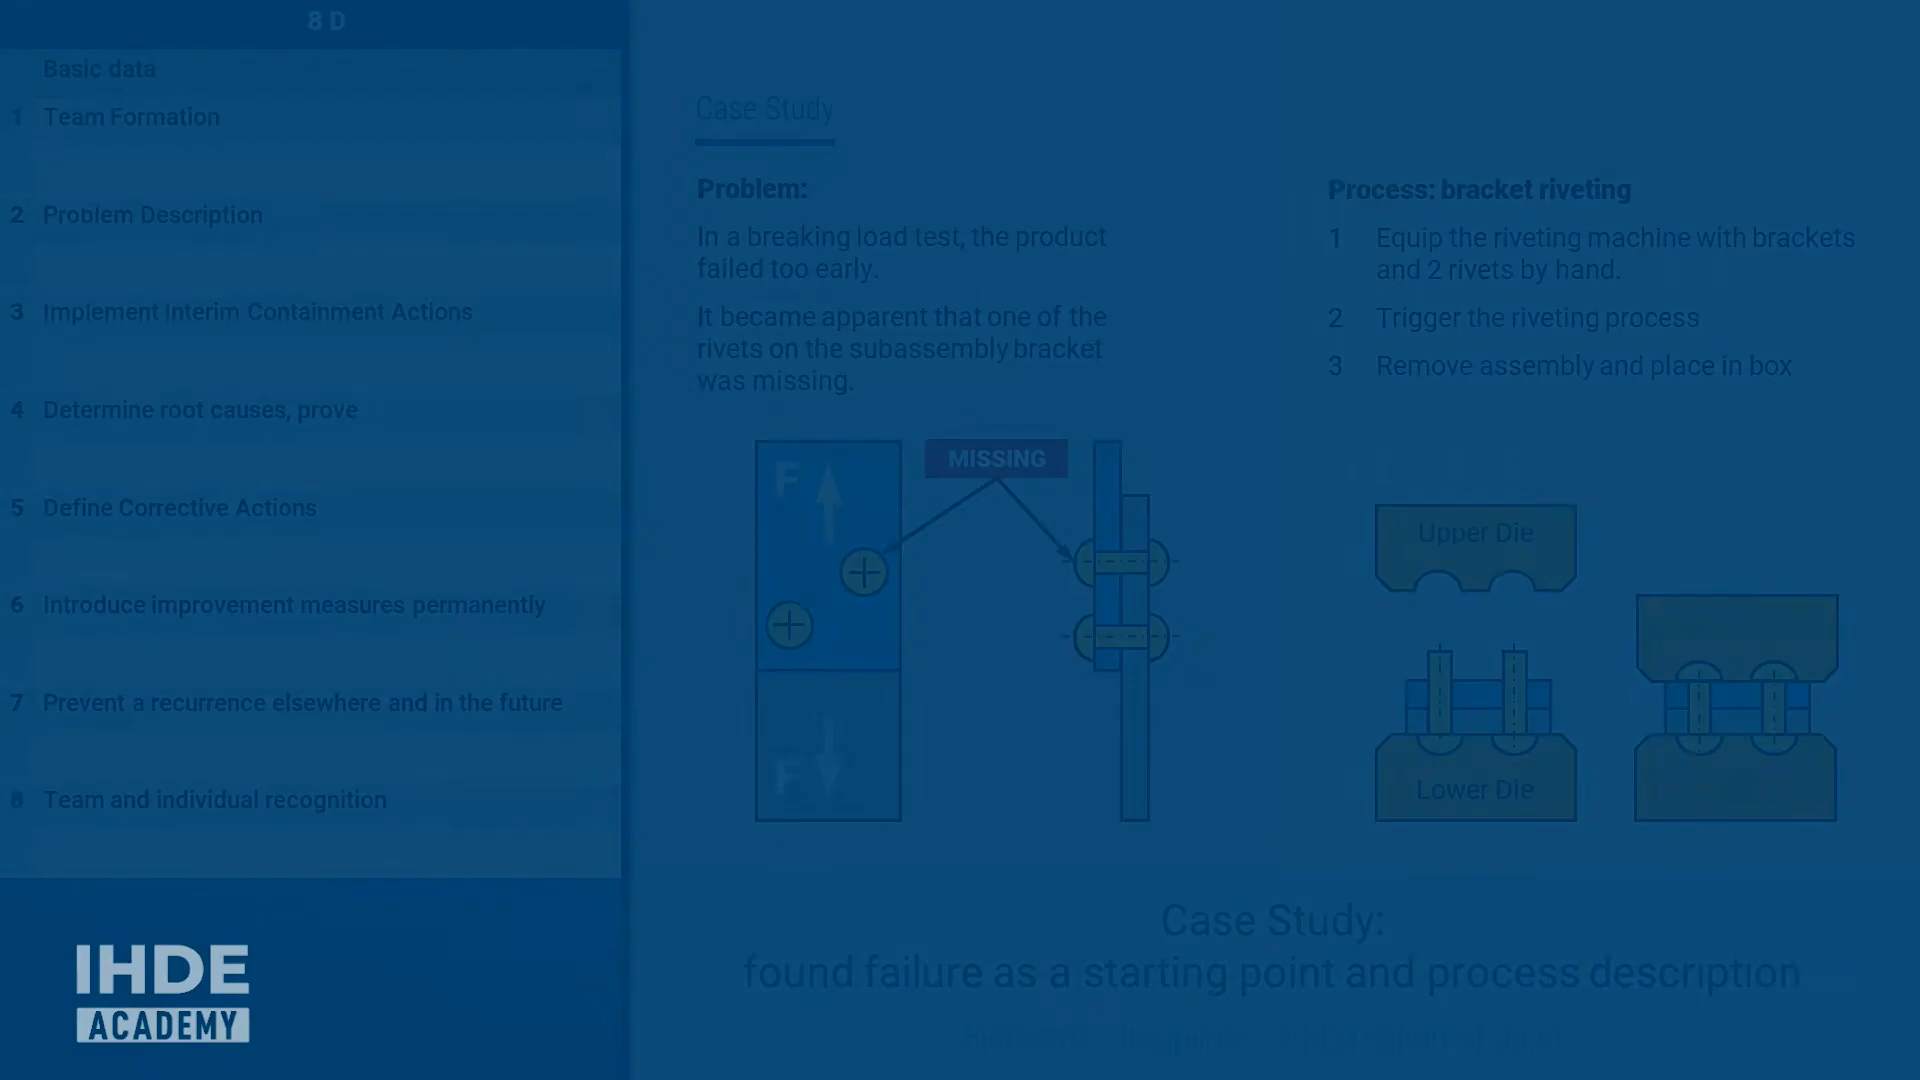 8 D
Basic data
1 Team Formation
2 Problem Description
3 Implement Interim Containment Actions
4 Determine root causes, prove
5 Define Corrective Actions
6 Introduce improvement measures permanently
7 Prevent a recurrence elsewhere and in the future
8 Team and individual recognition
IHDE
ACADEMY
Case Study
Problem:
In a breaking load test, the product
failed too early.
It became apparent that one of the
rivets on the subassembly bracket
was missing.
MISSING
F
F
Process: bracket riveting
1 Equip the riveting machine with brackets
and 2 rivets by hand.
2 Trigger the riveting process
3 Remove assembly and place in box
Upper Die
Lower Die
Case Study:
found failure as a starting point and process description